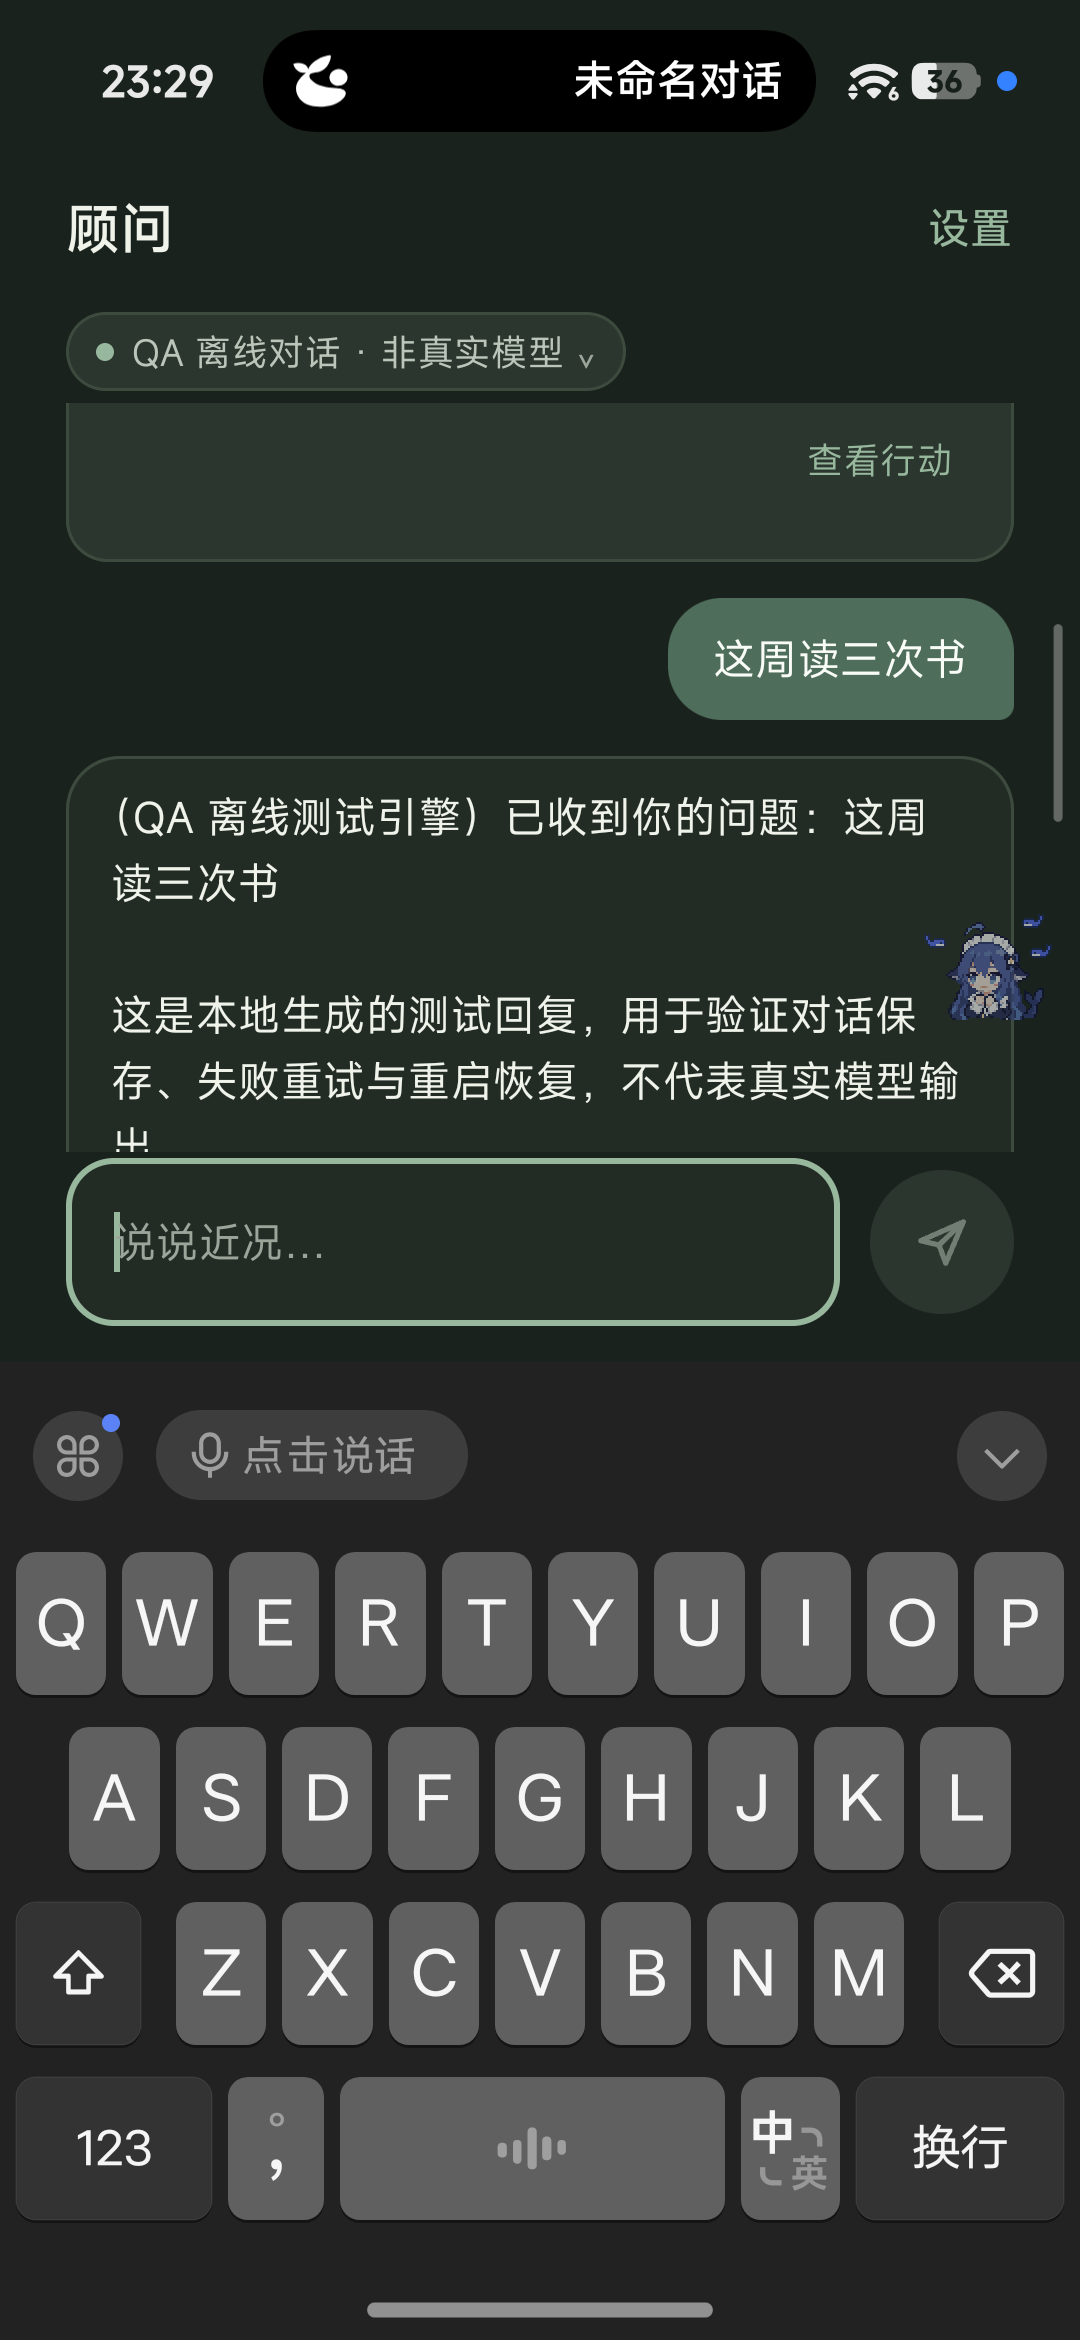 23:29
未命名对话
6
36
顾问
设置
QA 离线对话 · 非真实模型
查看行动
这周读三次书
（QA 离线测试引擎）已收到你的问题：这周
读三次书
这是本地生成的测试回复，用于验证对话保
存、失败重试与重启恢复，不代表真实模型输
出
说说近况...
点击说话
Q W E R T Y U I O P
A S D F G H J K L
Z X C V B N M
123 。， 中 英 换行